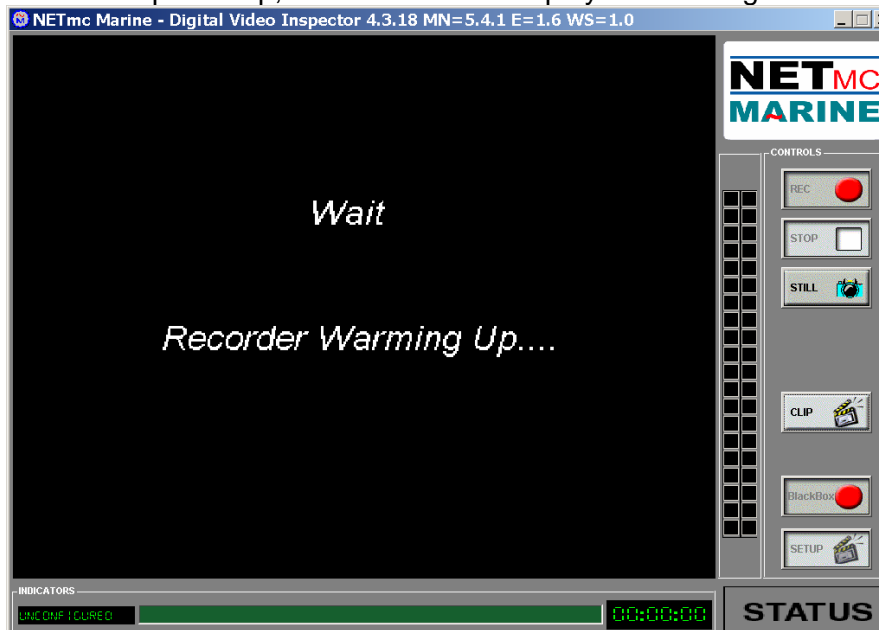 NETmc Marine - Digital Video Inspector 4.3.18 MN=5.4.1 E=1.6 WS=1.0
NETMC
MARINE
CONTROLS
REC
Wait
STOP
STILL
Recorder Warming Up....
CLIP
BlackBox
SETUP
INDICATORS
UNCONFIGURED
00:00:00
STATUS